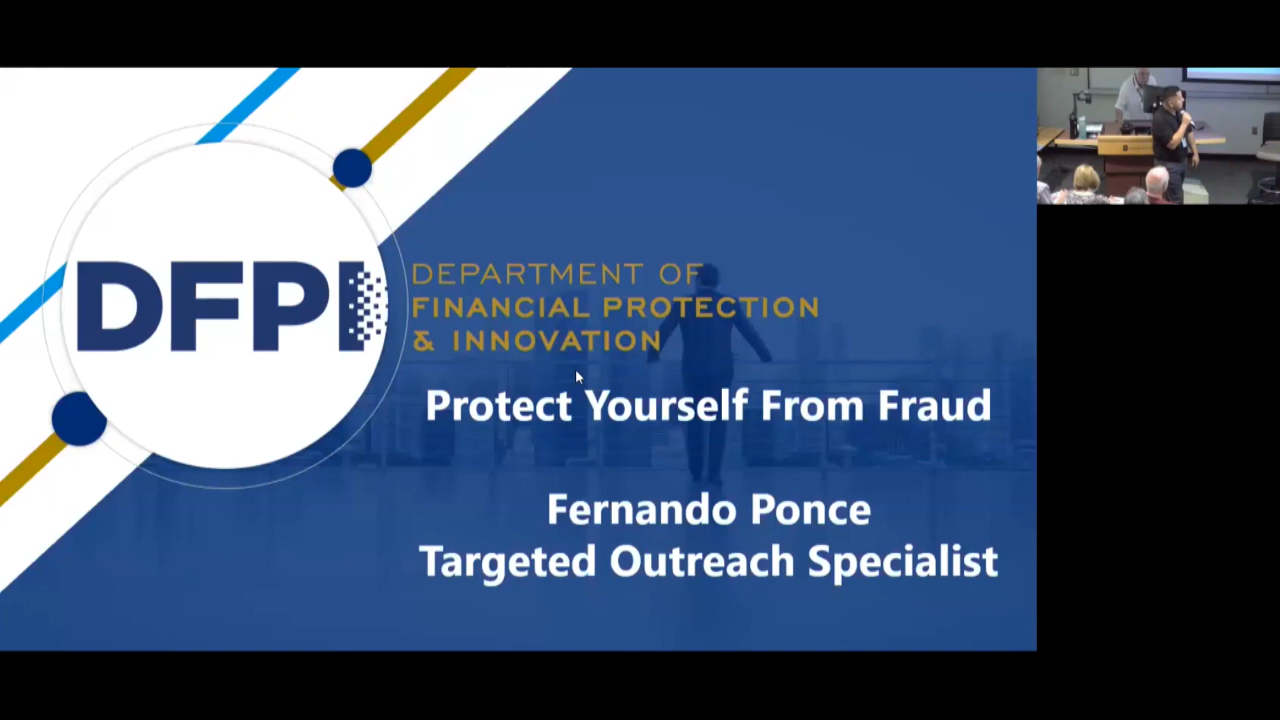 DFPI
DEPARTMENT OF
FINANCIAL PROTECTION
& INNOVATION
Protect Yourself From Fraud
Fernando Ponce
Targeted Outreach Specialist